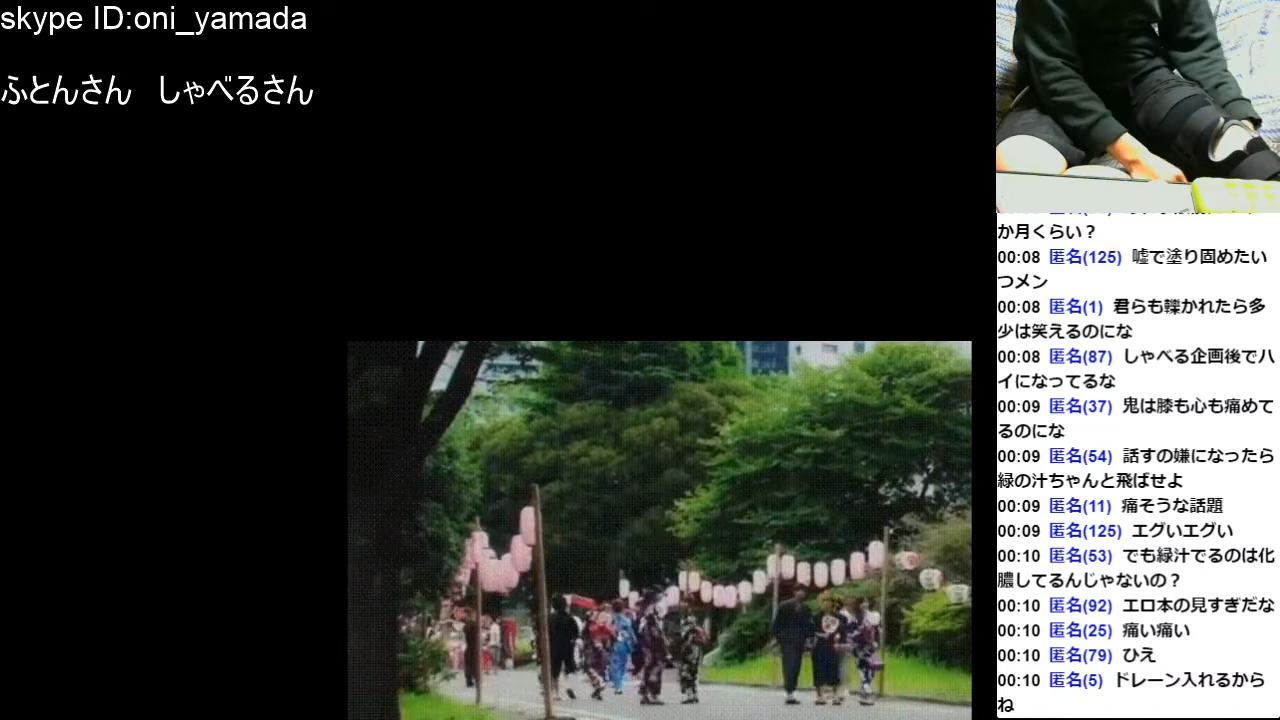 skype ID:oni_yamada
ふとんさん　しゃべるさん
か月くらい？
00:08 匿名(125) 嘘で塗り固めたい
つメン
00:08 匿名(1) 君らも轢かれたら多
少は笑えるのにな
00:08 匿名(87) しゃべる企画後でハ
イになってるな
00:09 匿名(37) 鬼は膝も心も痛めて
るのにな
00:09 匿名(54) 話すの嫌になったら
緑の汁ちゃんと飛ばせよ
00:09 匿名(11) 痛そうな話題
00:09 匿名(125) エグいエグい
00:10 匿名(53) でも緑汁でるのは化
膿してるんじゃないの？
00:10 匿名(92) エロ本の見すぎだな
00:10 匿名(25) 痛い痛い
00:10 匿名(79) ひえ
00:10 匿名(5) ドレーン入れるから
ね